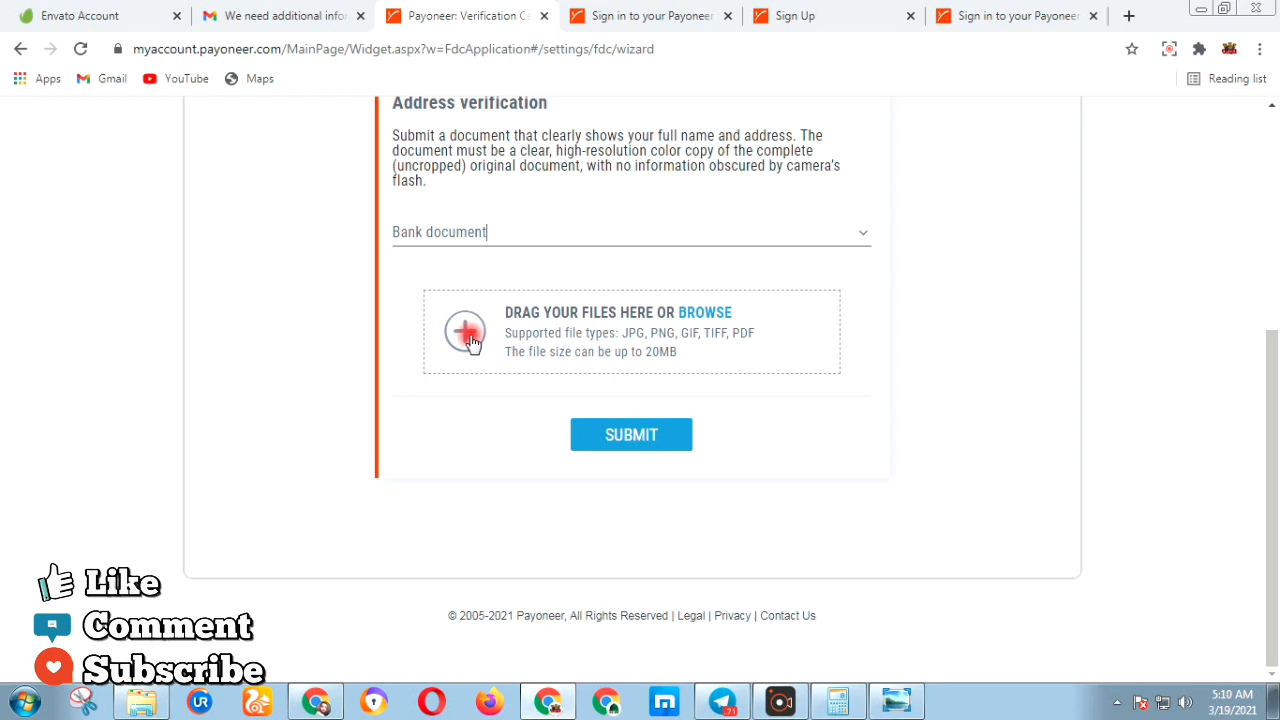 Envato Account
We need additional infor
Payoneer: Verification Ce
Sign in to your Payoneer
Sign Up
Sign in to your Payoneer
myaccount.payoneer.com/MainPage/Widget.aspx?w=FdcApplication#/settings/fdc/wizard
Apps
Gmail
YouTube
Maps
Reading list
Address verification
Submit a document that clearly shows your full name and address. The
document must be a clear, high-resolution color copy of the complete
(uncropped) original document, with no information obscured by camera's
flash.
Bank document
DRAG YOUR FILES HERE OR BROWSE
Supported file types: JPG, PNG, GIF, TIFF, PDF
The file size can be up to 20MB
SUBMIT
Like
Comment
Subscribe
© 2005-2021 Payoneer, All Rights Reserved | Legal | Privacy | Contact Us
UR
71
5:10 AM
3/19/2021